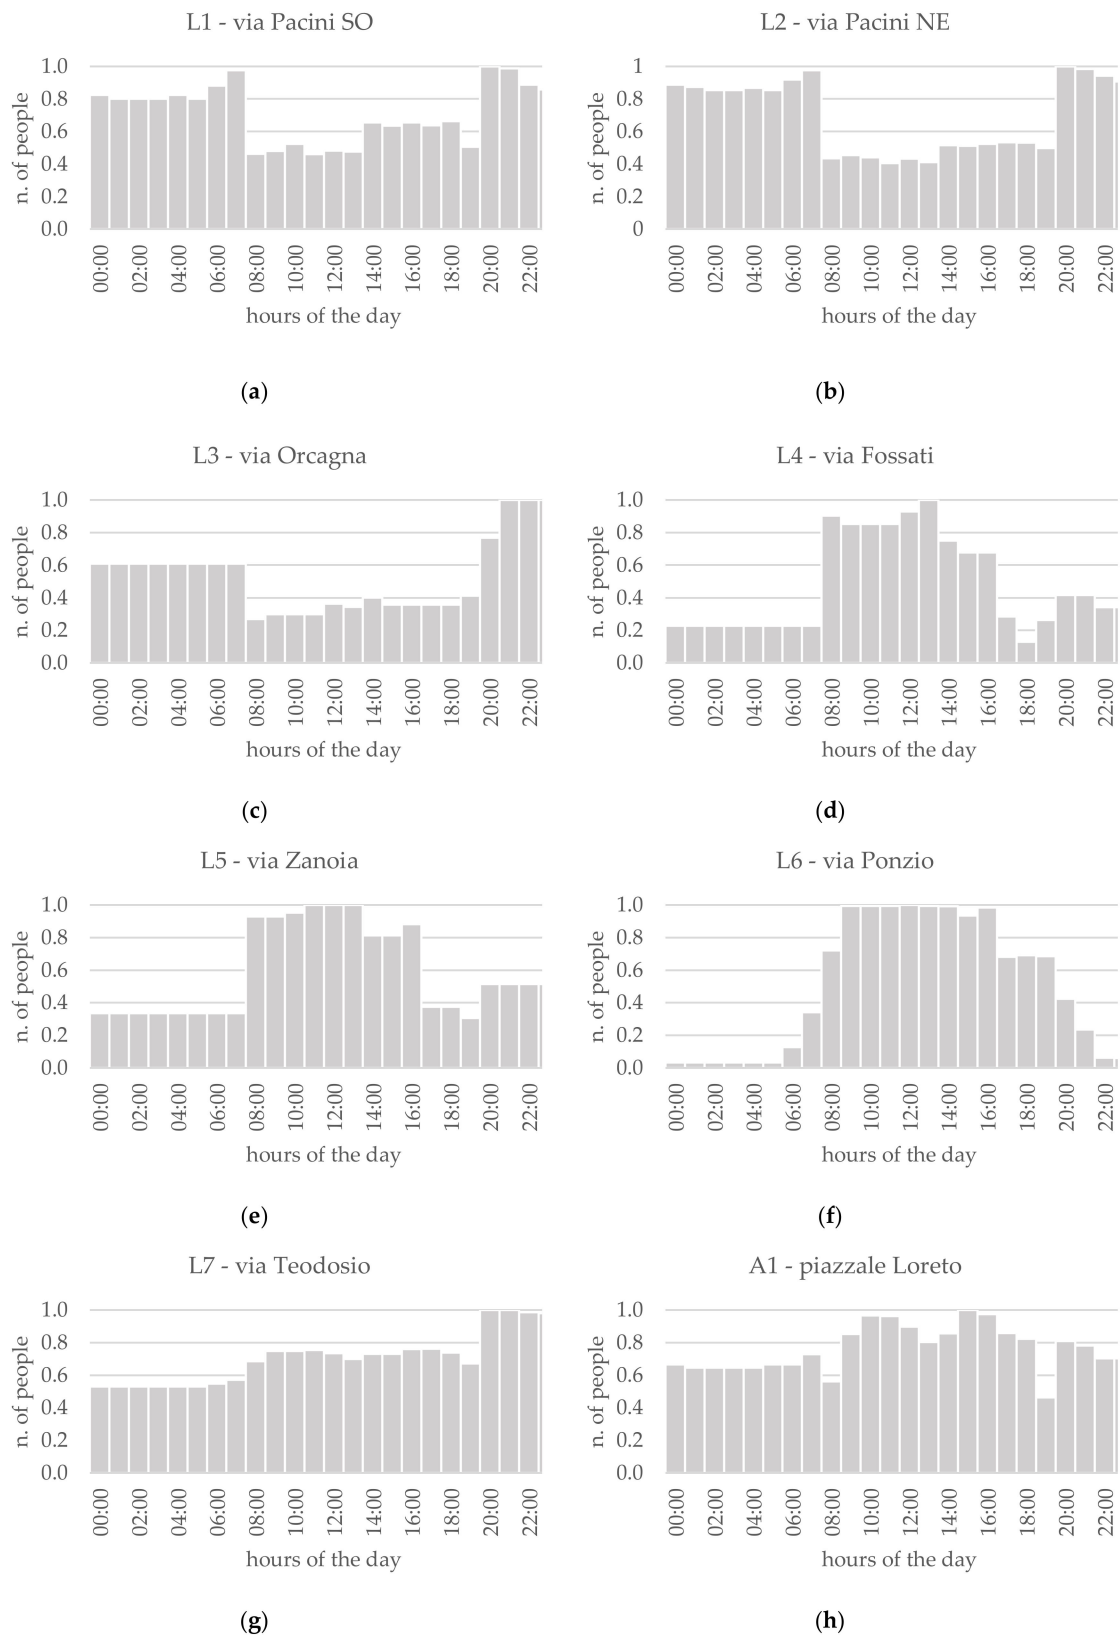 L1 - via Pacini SO
n. of people
1.0
0.8
0.6
0.4
0.2
0.0
00:00 02:00 04:00 06:00 08:00 10:00 12:00 14:00 16:00 18:00 20:00 22:00
hours of the day
(a)
L2 - via Pacini NE
n. of people
1
0.8
0.6
0.4
0.2
0
00:00 02:00 04:00 06:00 08:00 10:00 12:00 14:00 16:00 18:00 20:00 22:00
hours of the day
(b)
L3 - via Orcagna
n. of people
1.0
0.8
0.6
0.4
0.2
0.0
00:00 02:00 04:00 06:00 08:00 10:00 12:00 14:00 16:00 18:00 20:00 22:00
hours of the day
(c)
L4 - via Fossati
n. of people
1.0
0.8
0.6
0.4
0.2
0.0
00:00 02:00 04:00 06:00 08:00 10:00 12:00 14:00 16:00 18:00 20:00 22:00
hours of the day
(d)
L5 - via Zanoia
n. of people
1.0
0.8
0.6
0.4
0.2
0.0
00:00 02:00 04:00 06:00 08:00 10:00 12:00 14:00 16:00 18:00 20:00 22:00
hours of the day
(e)
L6 - via Ponzio
n. of people
1.0
0.8
0.6
0.4
0.2
0.0
00:00 02:00 04:00 06:00 08:00 10:00 12:00 14:00 16:00 18:00 20:00 22:00
hours of the day
(f)
L7 - via Teodosio
n. of people
1.0
0.8
0.6
0.4
0.2
0.0
00:00 02:00 04:00 06:00 08:00 10:00 12:00 14:00 16:00 18:00 20:00 22:00
hours of the day
(g)
A1 - piazzale Loreto
n. of people
1.0
0.8
0.6
0.4
0.2
0.0
00:00 02:00 04:00 06:00 08:00 10:00 12:00 14:00 16:00 18:00 20:00 22:00
hours of the day
(h)